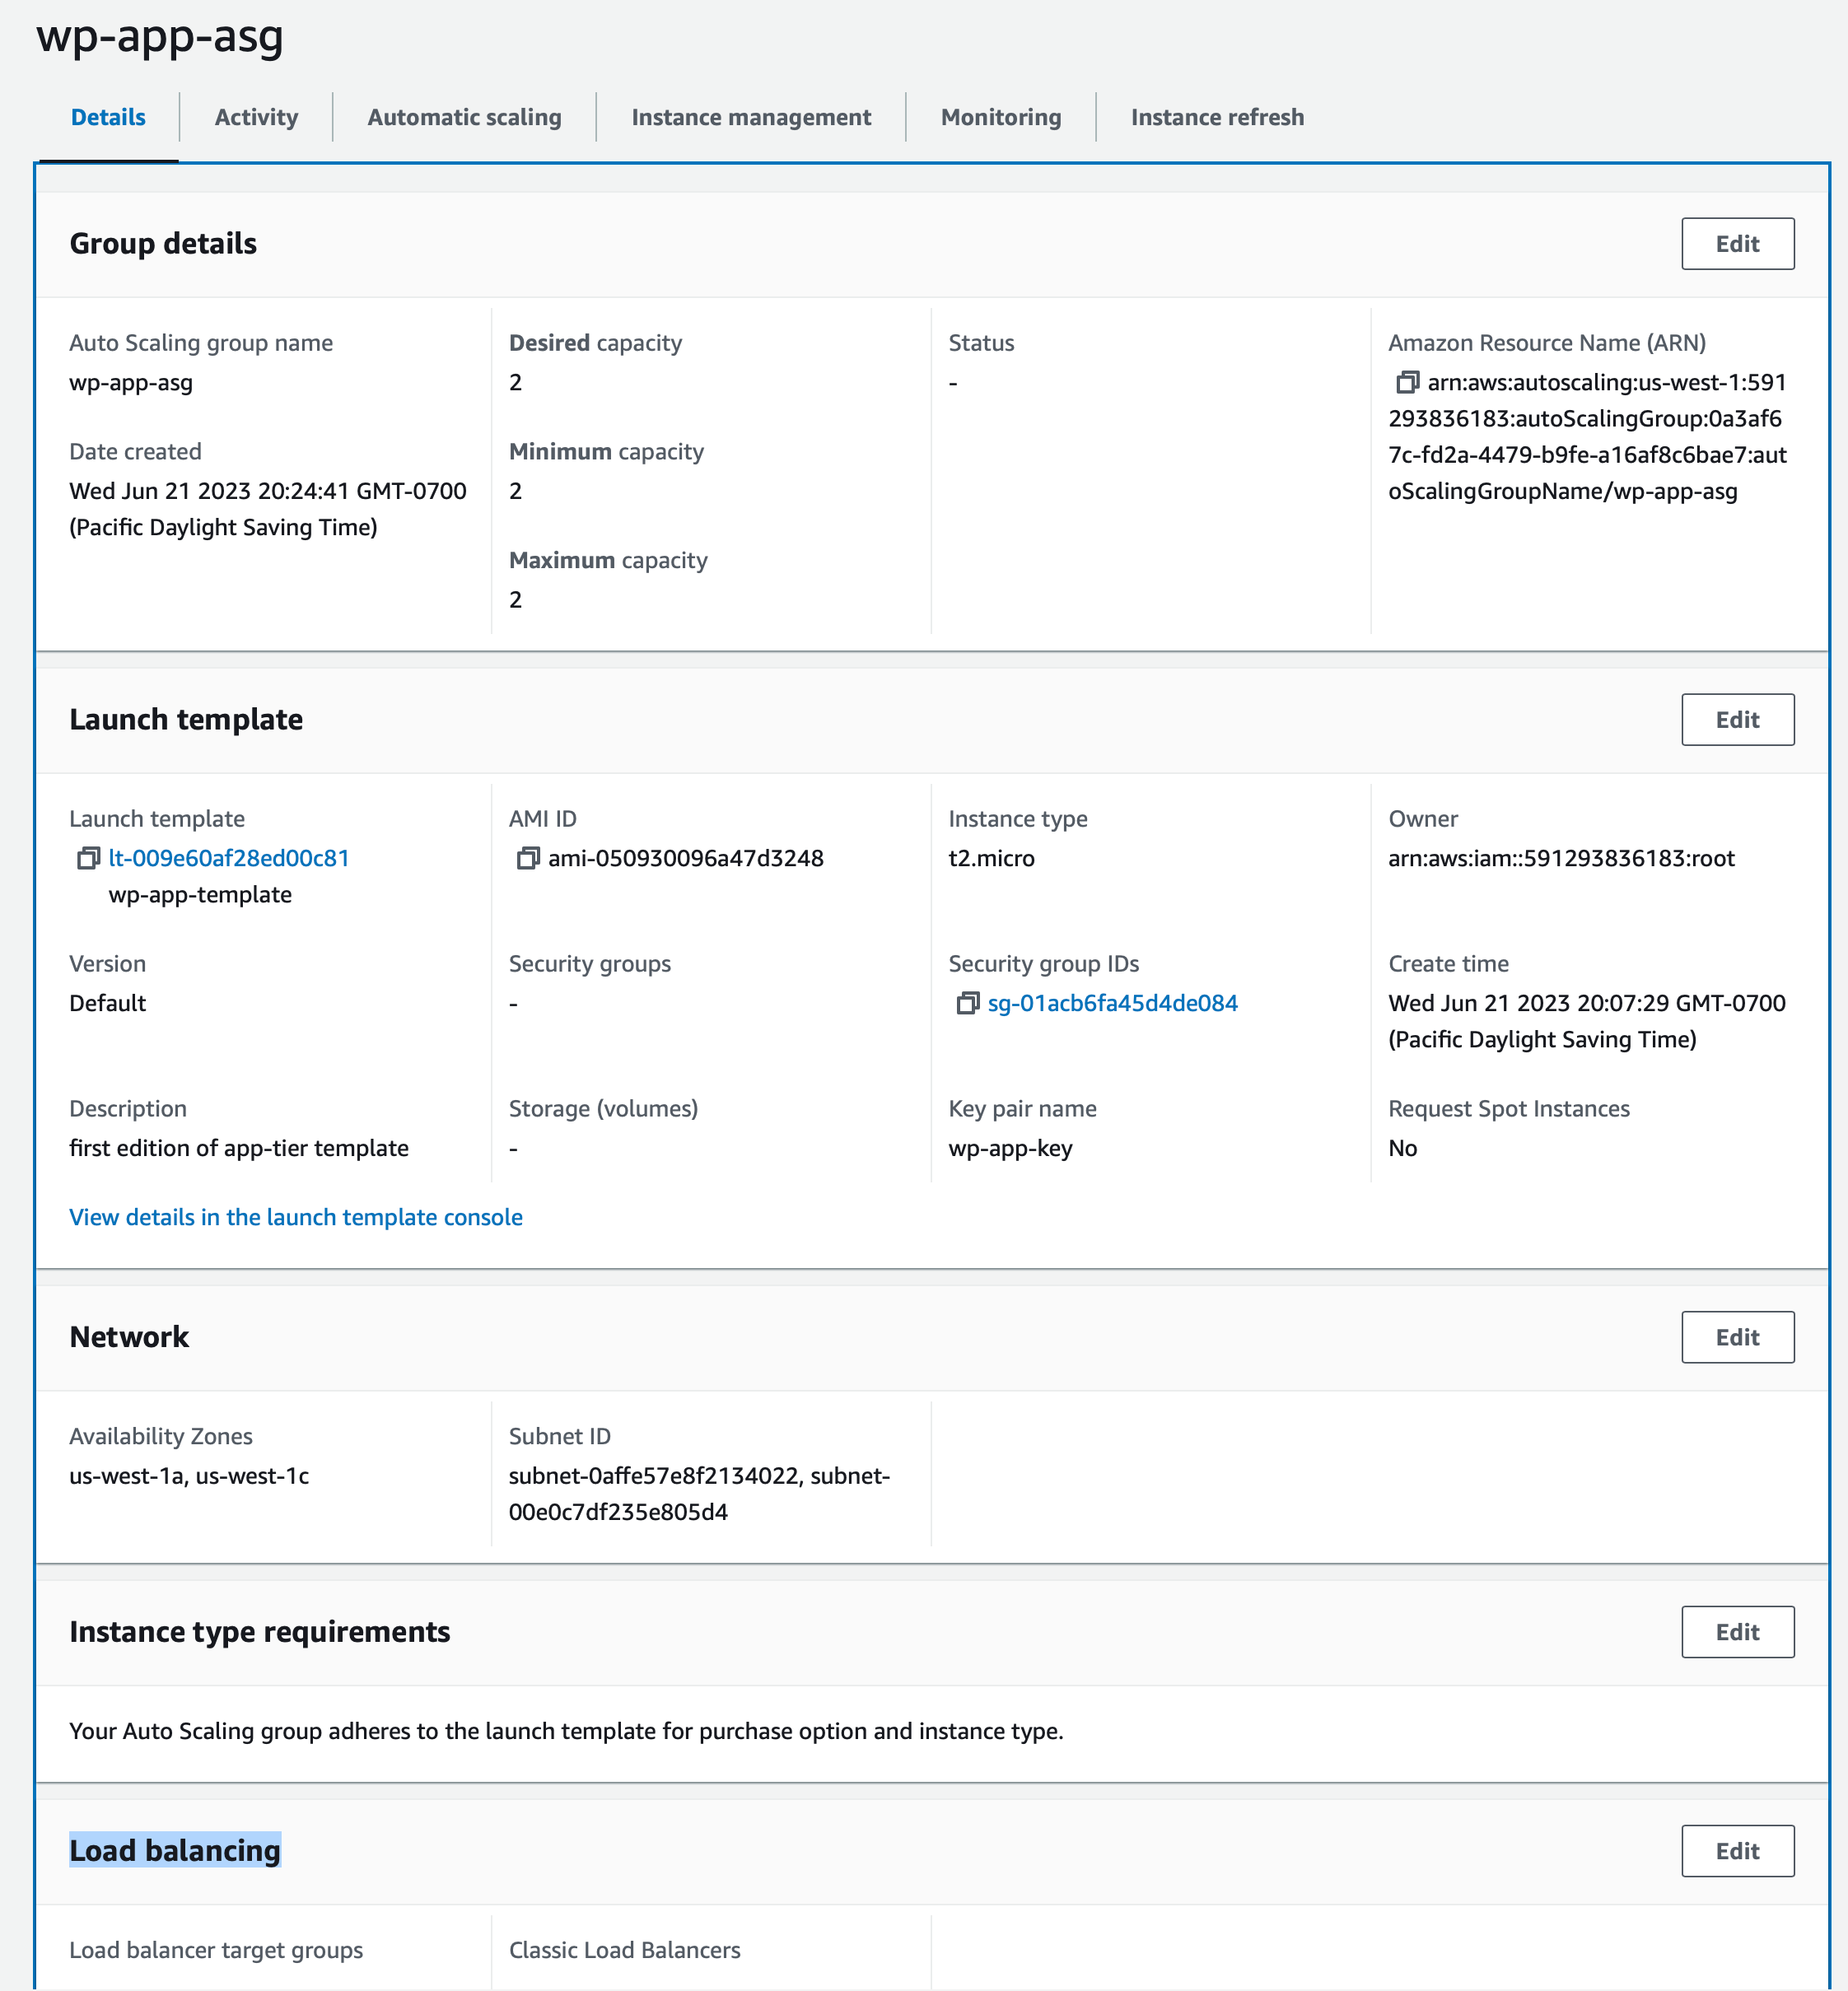 wp-app-asg
Details
Activity
Automatic scaling
Instance management
Monitoring
Instance refresh
Group details
Edit
Auto Scaling group name
wp-app-asg
Date created
Wed Jun 21 2023 20:24:41 GMT-0700
(Pacific Daylight Saving Time)
Desired capacity
2
Minimum capacity
2
Maximum capacity
2
Status
-
Amazon Resource Name (ARN)
arn:aws:autoscaling:us-west-1:591
293836183:autoScalingGroup:0a3af6
7c-fd2a-4479-b9fe-a16af8c6bae7:aut
oScalingGroupName/wp-app-asg
Launch template
Edit
Launch template
lt-009e60af28ed00c81
wp-app-template
AMI ID
ami-050930096a47d3248
Instance type
t2.micro
Owner
arn:aws:iam::591293836183:root
Version
Default
Security groups
-
Security group IDs
sg-01acb6fa45d4de084
Create time
Wed Jun 21 2023 20:07:29 GMT-0700
(Pacific Daylight Saving Time)
Description
first edition of app-tier template
Storage (volumes)
-
Key pair name
wp-app-key
Request Spot Instances
No
View details in the launch template console
Network
Edit
Availability Zones
us-west-1a, us-west-1c
Subnet ID
subnet-0affe57e8f2134022, subnet-
00e0c7df235e805d4
Instance type requirements
Edit
Your Auto Scaling group adheres to the launch template for purchase option and instance type.
Load balancing
Edit
Load balancer target groups
Classic Load Balancers